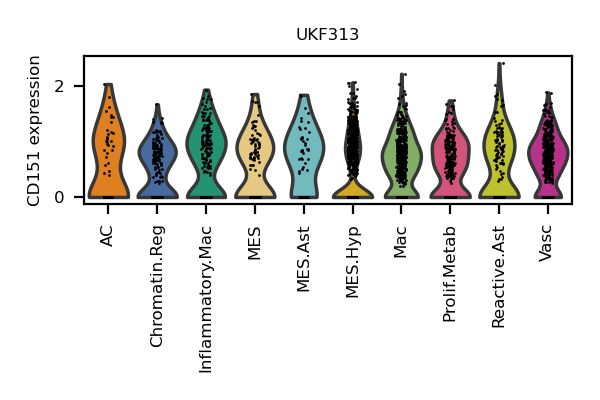 UKF313
CD151 expression
2
0
AC
Chromatin.Reg
Inflammatory.Mac
MES
MES.Ast
MES.Hyp
Mac
Prolif.Metab
Reactive.Ast
Vasc